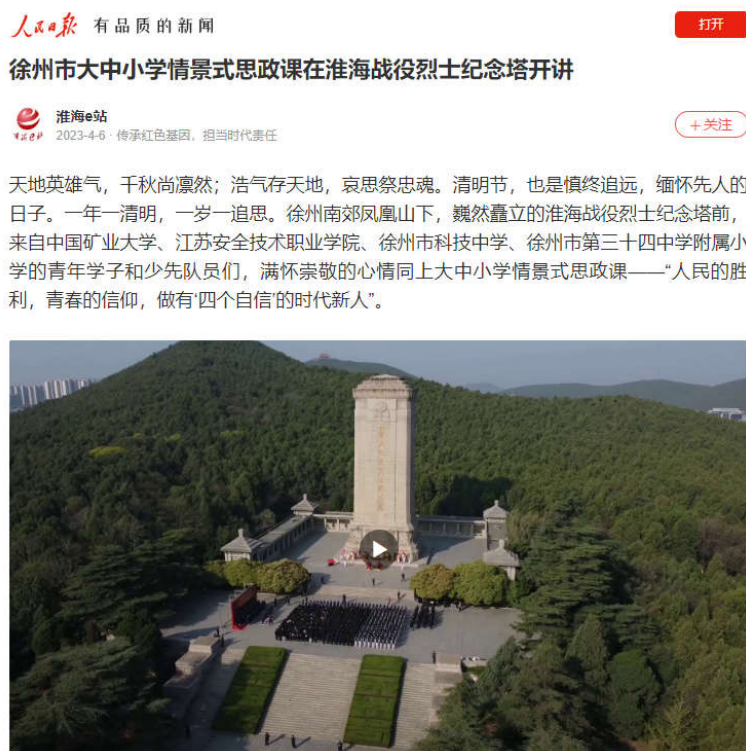 人民日报 有品质的新闻
打开
徐州市大中小学情景式思政课在淮海战役烈士纪念塔开讲
淮海e站
2023-4-6 · 传承红色基因，担当时代责任
+关注
天地英雄气，千秋尚凛然；浩气存天地，哀思祭忠魂。清明节，也是慎终追远，缅怀先人的
日子。一年一清明，一岁一追思。徐州南郊凤凰山下，巍然矗立的淮海战役烈士纪念塔前，
来自中国矿业大学、江苏安全技术职业学院、徐州市科技中学、徐州市第三十四中学附属小
学的青年学子和少先队员们，满怀崇敬的心情同上大中小学情景式思政课——“人民的胜
利，青春的信仰，做有‘四个自信’的时代新人”。